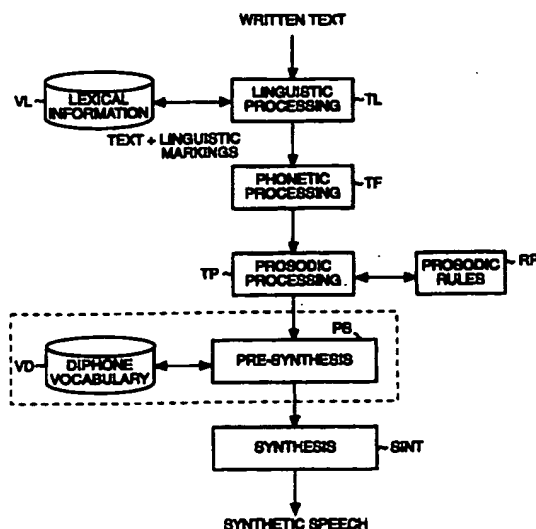 WRITTEN TEXT
VL
LEXICAL
INFORMATION
LINGUISTIC
PROCESSING
TL
TEXT + LINGUISTIC
MARKINGS
PHONETIC
PROCESSING
TF
TP
PROSODIC
PROCESSING
PROSODIC
RULES
RP
PS
VD
DIPHONE
VOCABULARY
PRE-SYNTHESIS
SYNTHESIS
SINT
SYNTHETIC SPEECH